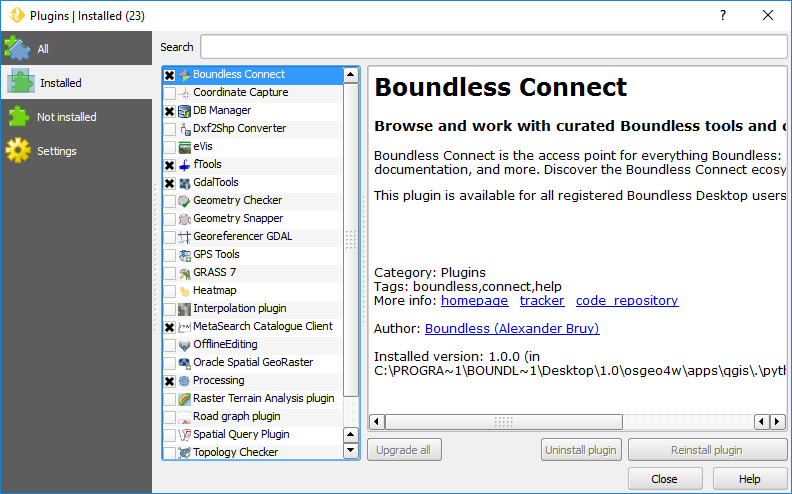 Plugins | Installed (23)
?
All
Installed
Not installed
Settings
Search
Boundless Connect
Coordinate Capture
DB Manager
Dxf2Shp Converter
eVis
fTools
GdalTools
Geometry Checker
Geometry Snapper
Georeferencer GDAL
GPS Tools
GRASS 7
Heatmap
Interpolation plugin
MetaSearch Catalogue Client
OfflineEditing
Oracle Spatial GeoRaster
Processing
Raster Terrain Analysis plugin
Road graph plugin
Spatial Query Plugin
Topology Checker
Boundless Connect
Browse and work with curated Boundless tools and c
Boundless Connect is the access point for everything Boundless:
documentation, and more. Discover the Boundless Connect ecosy
This plugin is available for all registered Boundless Desktop users
Category: Plugins
Tags: boundless,connect,help
More info: homepage tracker code_repository
Author: Boundless (Alexander Bruy)
Installed version: 1.0.0 (in
C:\PROGRA~1\BOUNDL~1\Desktop\1.0\osgeo4w\apps\qgis\.\pyth
Upgrade all
Uninstall plugin
Reinstall plugin
Close
Help